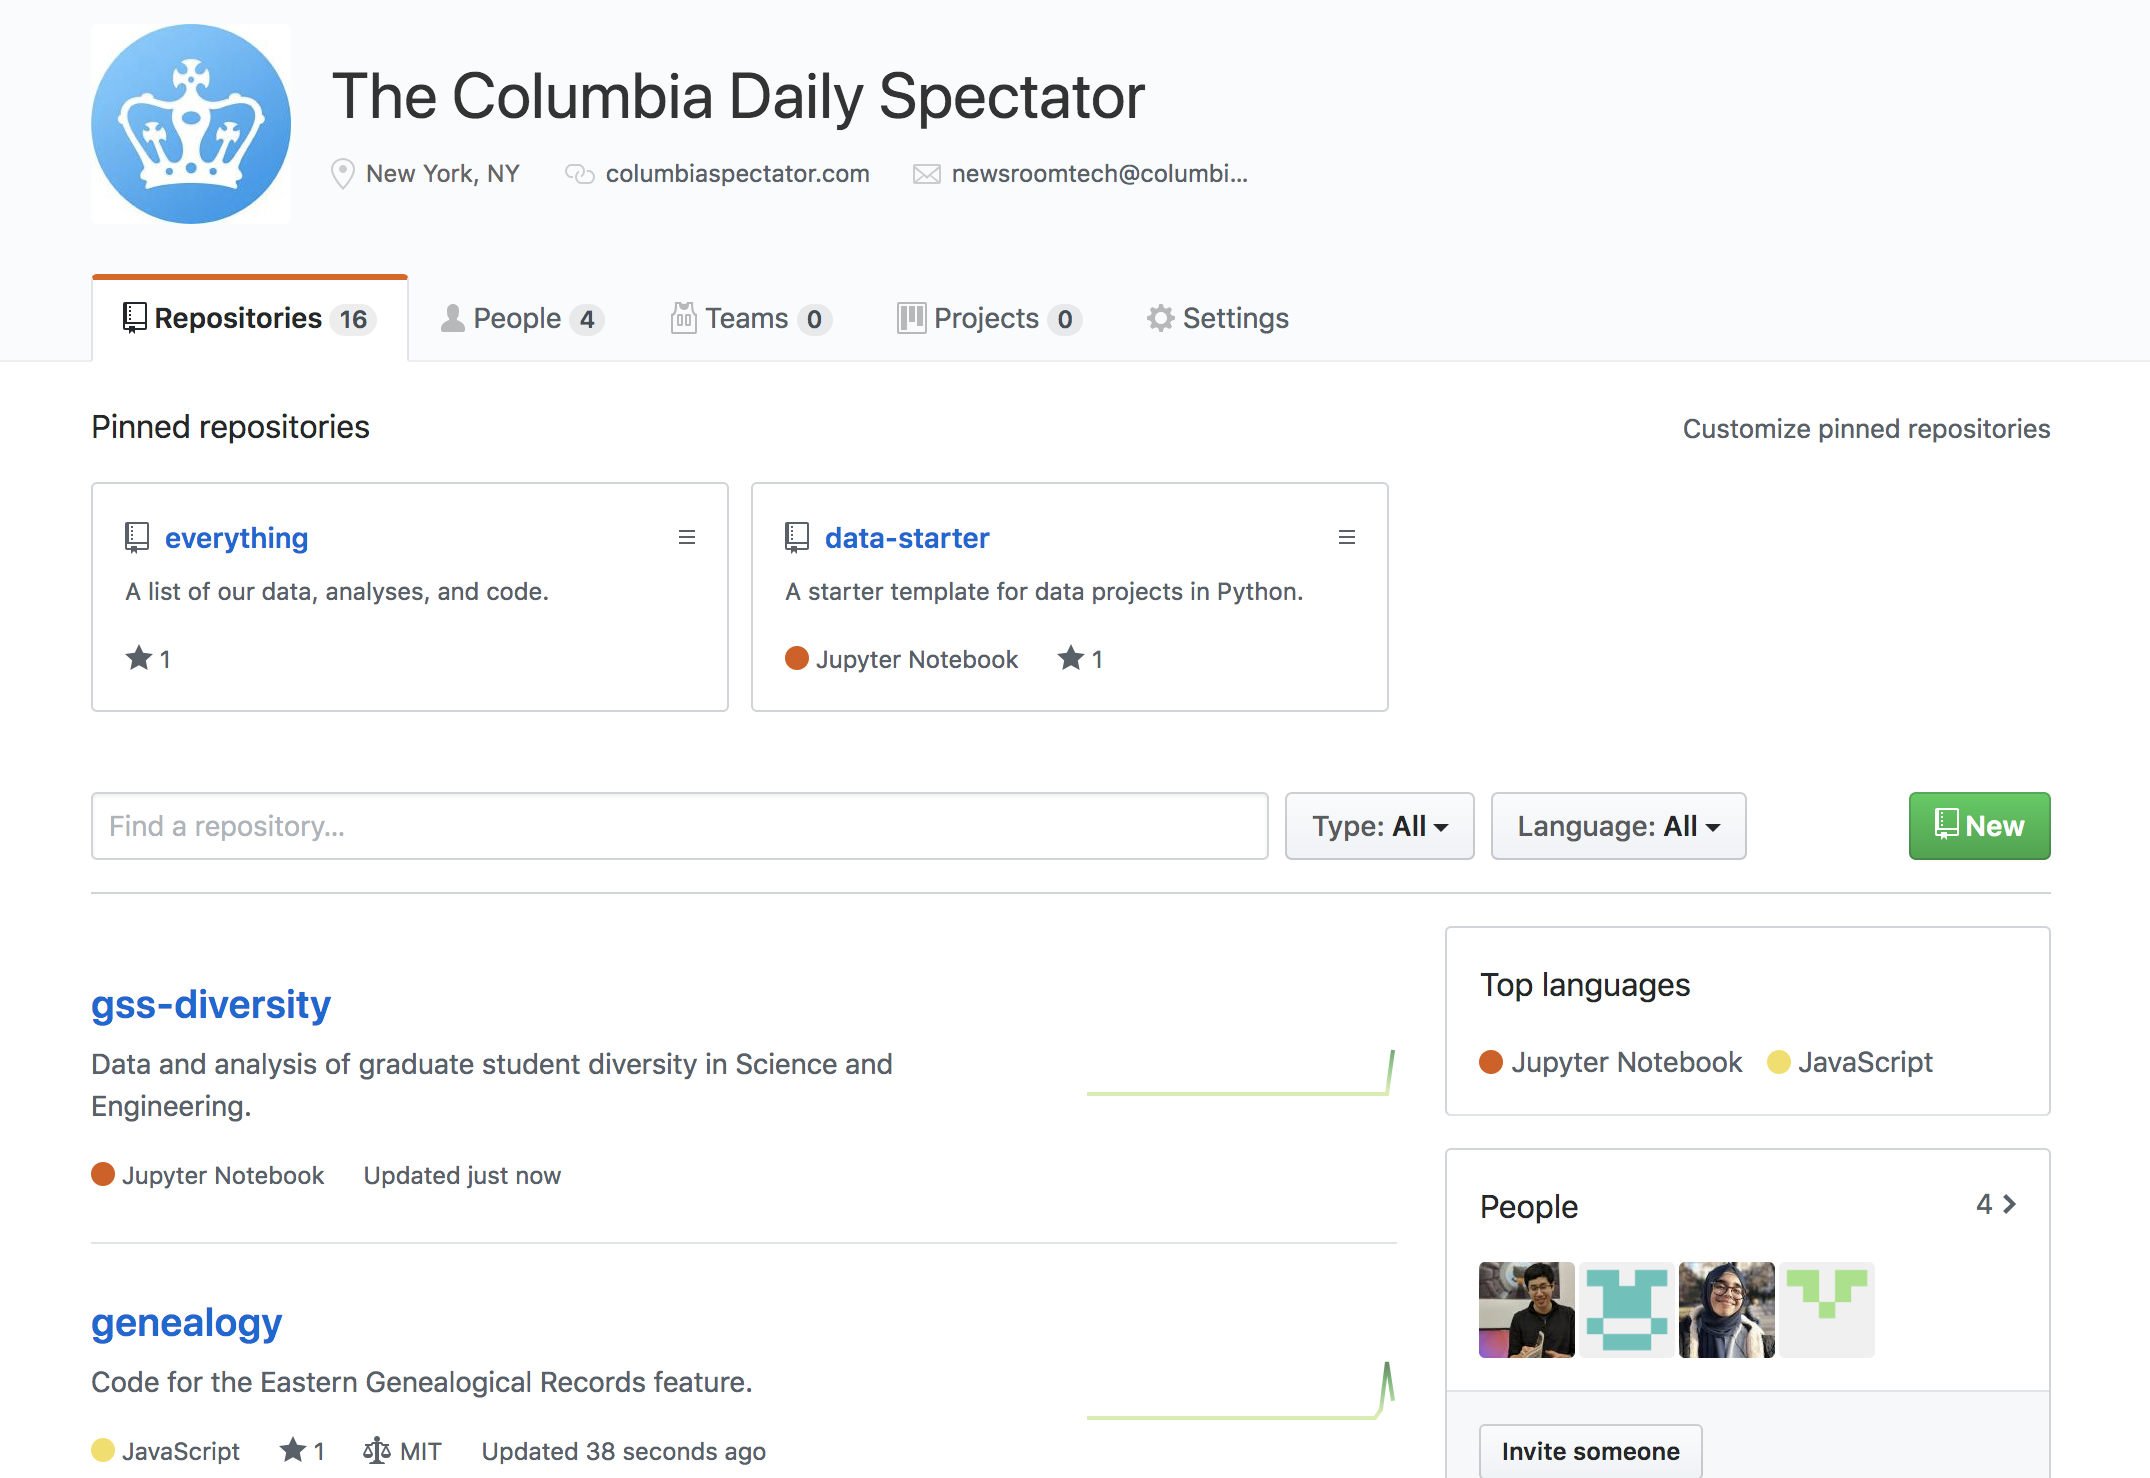 The Columbia Daily Spectator
New York, NY columbiaspectator.com newsroomtech@columbi...
Repositories 16 People 4 Teams 0 Projects 0 Settings
Pinned repositories Customize pinned repositories
everything
A list of our data, analyses, and code.
1
data-starter
A starter template for data projects in Python.
Jupyter Notebook 1
Find a repository... Type: All Language: All New
gss-diversity
Data and analysis of graduate student diversity in Science and
Engineering.
Jupyter Notebook Updated just now
genealogy
Code for the Eastern Genealogical Records feature.
JavaScript 1 MIT Updated 38 seconds ago
Top languages
Jupyter Notebook JavaScript
People 4
Invite someone